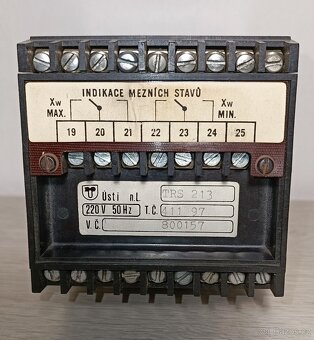 INDIKACE MEZNÍCH STAVŮ
Xw MAX. Xw MIN.
19 20 21 22 23 24 25
Ústí n.L. TRS 213
220 V 50 Hz T.Č. 411 97
V.Č. 800157